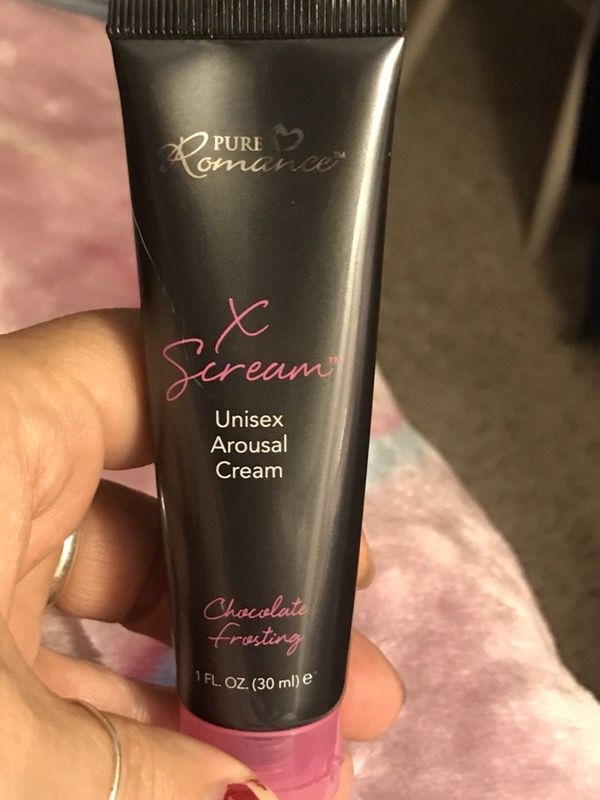 PURE
Romance™
X
Scream™
Unisex
Arousal
Cream
Chocolate
Frosting
1 FL. OZ. (30 ml) e